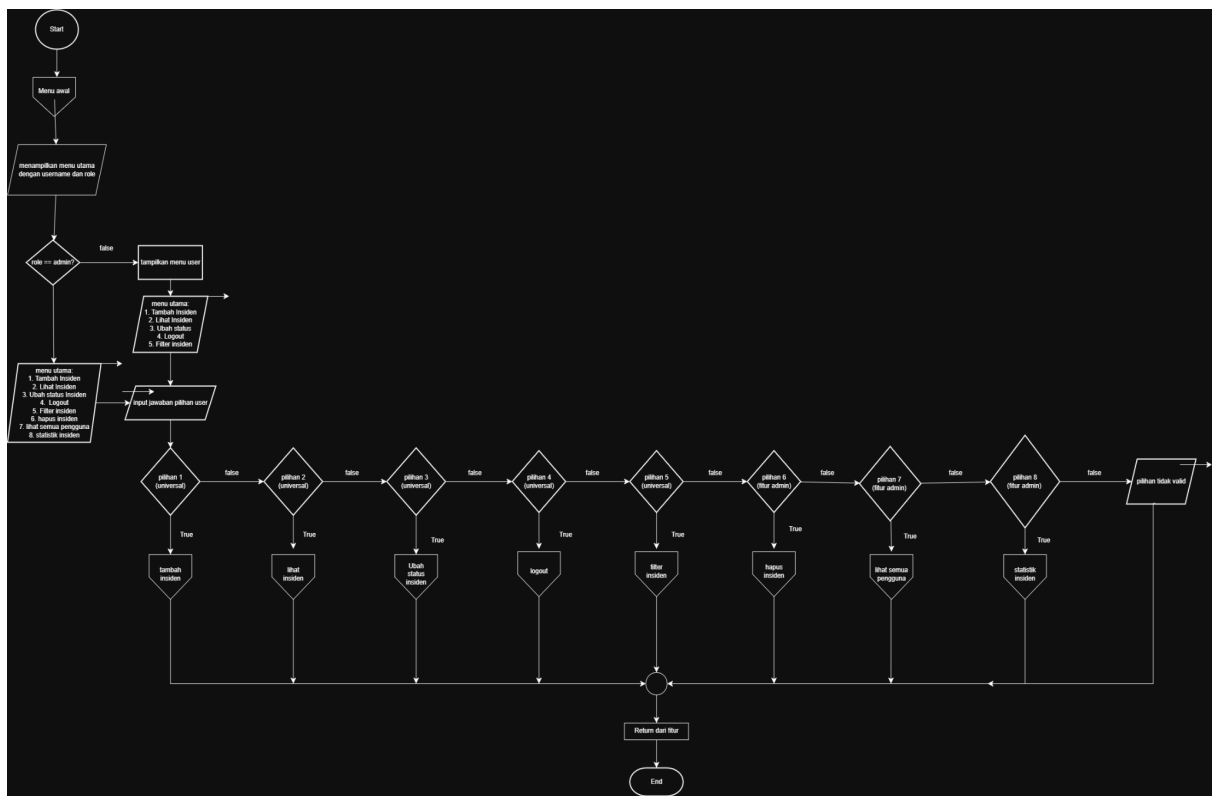 Start
Menu awal
menampilkan menu utama
dengan username dan role
role == admin?
false
tampilkan menu user
menu utama:
1. Tambah Insiden
2. Lihat Insiden
3. Ubah status
4. Logout
5. Filter insiden
menu utama:
1. Tambah Insiden
2. Lihat Insiden
3. Ubah status Insiden
4. Logout
5. Filter insiden
6. hapus insiden
7. lihat semua pengguna
8. statistik insiden
input jawaban pilihan user
pilihan 1
(universal)
false
pilihan 2
(universal)
false
pilihan 3
(universal)
false
pilihan 4
(universal)
false
pilihan 5
(universal)
false
pilihan 6
(fitur admin)
false
pilihan 7
(fitur admin)
false
pilihan 8
(fitur admin)
false
pilihan tidak valid
True
True
True
True
True
True
True
True
tambah
insiden
lihat
insiden
Ubah
status
insiden
logout
filter
insiden
hapus
insiden
lihat semua
pengguna
statistik
insiden
Return dari fitur
End